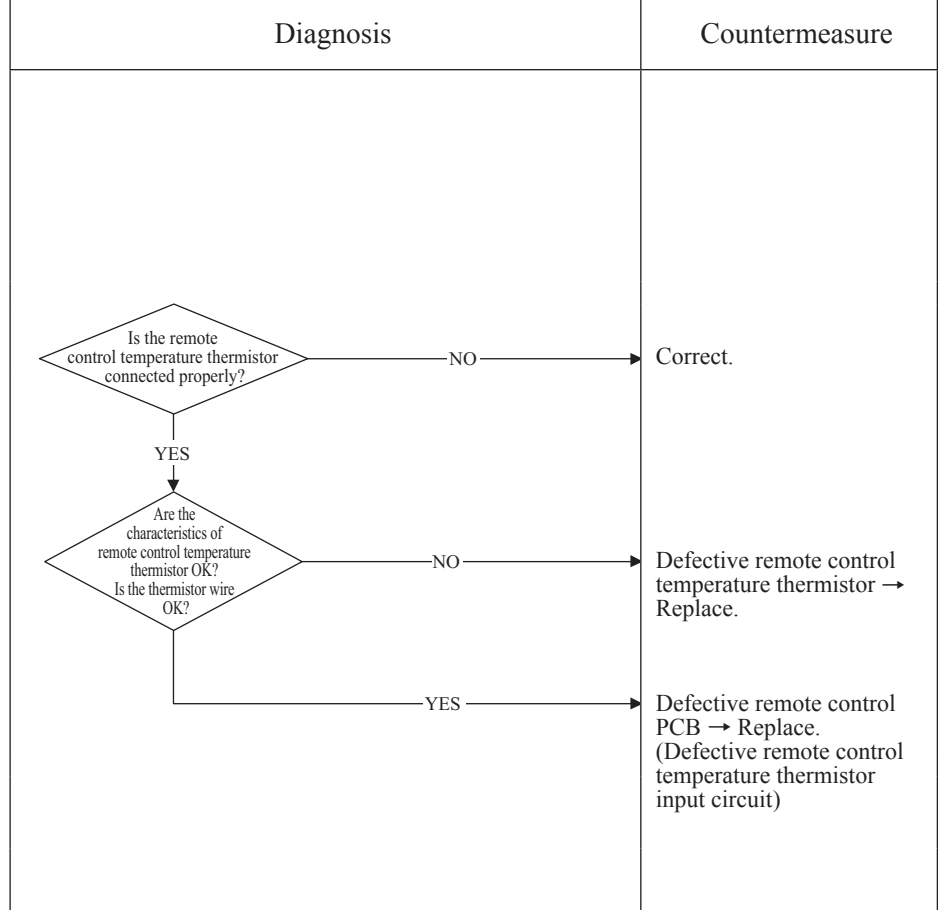 Diagnosis
Countermeasure
Is the remote
control temperature thermistor
connected properly?
NO
Correct.
YES
Are the
characteristics of
remote control temperature
thermistor OK?
Is the thermistor wire
OK?
NO
Defective remote control
temperature thermistor →
Replace.
YES
Defective remote control
PCB → Replace.
(Defective remote control
temperature thermistor
input circuit)